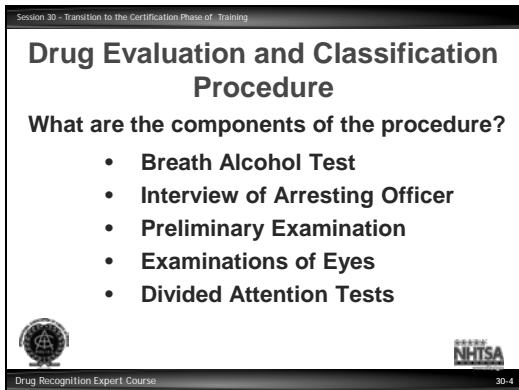 Session 30 - Transition to the Certification Phase of Training
Drug Evaluation and Classification
Procedure
What are the components of the procedure?
• Breath Alcohol Test
• Interview of Arresting Officer
• Preliminary Examination
• Examinations of Eyes
• Divided Attention Tests
NHTSA
Drug Recognition Expert Course 30-4